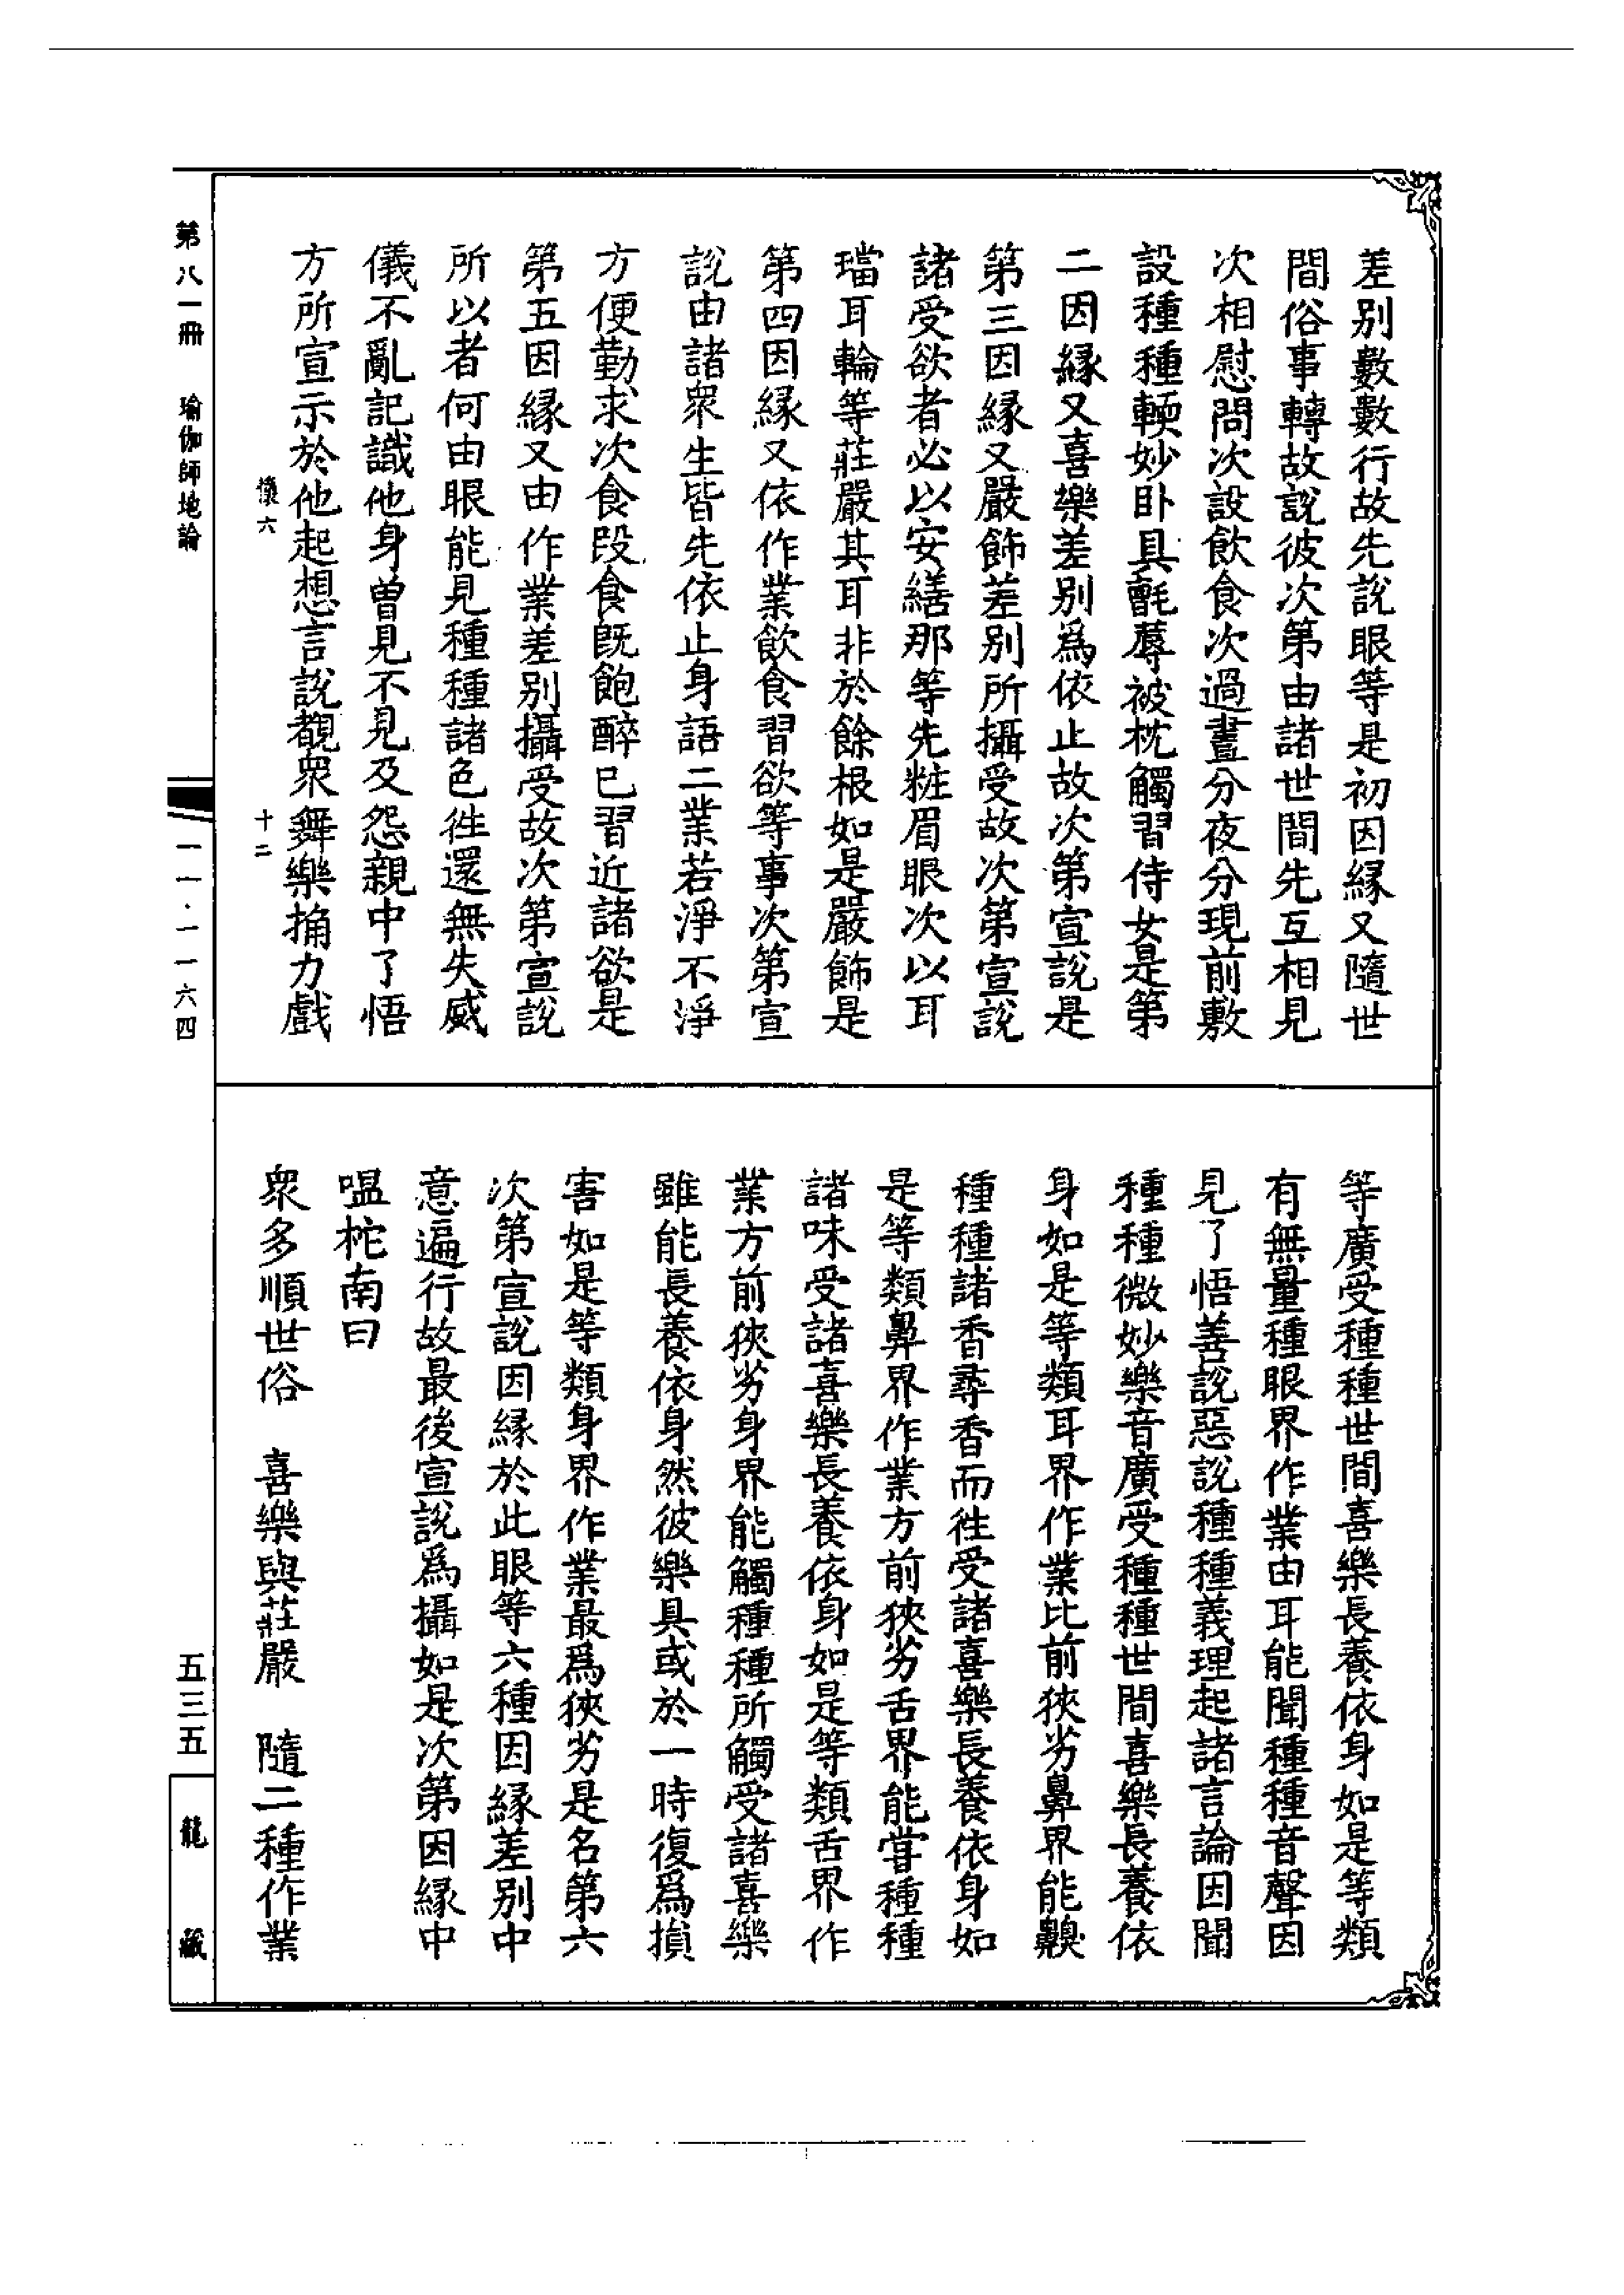 差别數數行故先說眼等是初因縁又隨世
間俗事轉故說彼次第由諸世間先互相見
次相慰問次設飲食次過晝分夜分現前敷
設種種輭妙卧具氈蓐被枕觸習侍女是第
二因縁又喜樂差别為依止故次第宣說是
第三因縁又嚴飾差别所攝受故次第宣說
諸受欲者必以安繕那等先粧眉眼次以耳
璫耳輪等莊嚴其耳非於餘根如是嚴飾是
第四因縁又依作業飲食習欲等事次第宣
說由諸衆生皆先依止身語二業若淨不淨
方便勤求次食段食既飽醉已習近諸欲是
第五因縁又由作業差别攝受故次第宣說
所以者何由眼能見種種諸色徃還無失威
儀不亂記識他身曽見不見及怨親中了悟
方所宣示於他起想言說覩衆舞樂捔力戲
等廣受種種世間喜樂長養依身如是等類
有無量種眼界作業由耳能聞種種音聲因
見了悟善說惡說種種義理起諸言論因聞
種種微妙樂音廣受種種世間喜樂長養依
身如是等類耳界作業比前狹劣鼻界能齅
種種諸香尋香而徃受諸喜樂長養依身如
是等類鼻界作業方前狹劣舌界能嘗種種
諸味受諸喜樂長養依身如是等類舌界作
業方前狹劣身界能觸種種所觸受諸喜樂
雖能長養依身然彼樂具或於一時復爲損
害如是等類身界作業最爲狹劣是名第六
次第宣說因縁於此眼等六種因縁差别中
意遍行故最後宣說爲攝如是次第因縁中
嗢柁南曰
衆多順世俗　喜樂與莊嚴　隨二種作業
第八一冊　瑜伽師地論
懷六　十二
一一·一一六四
五三五
龍藏